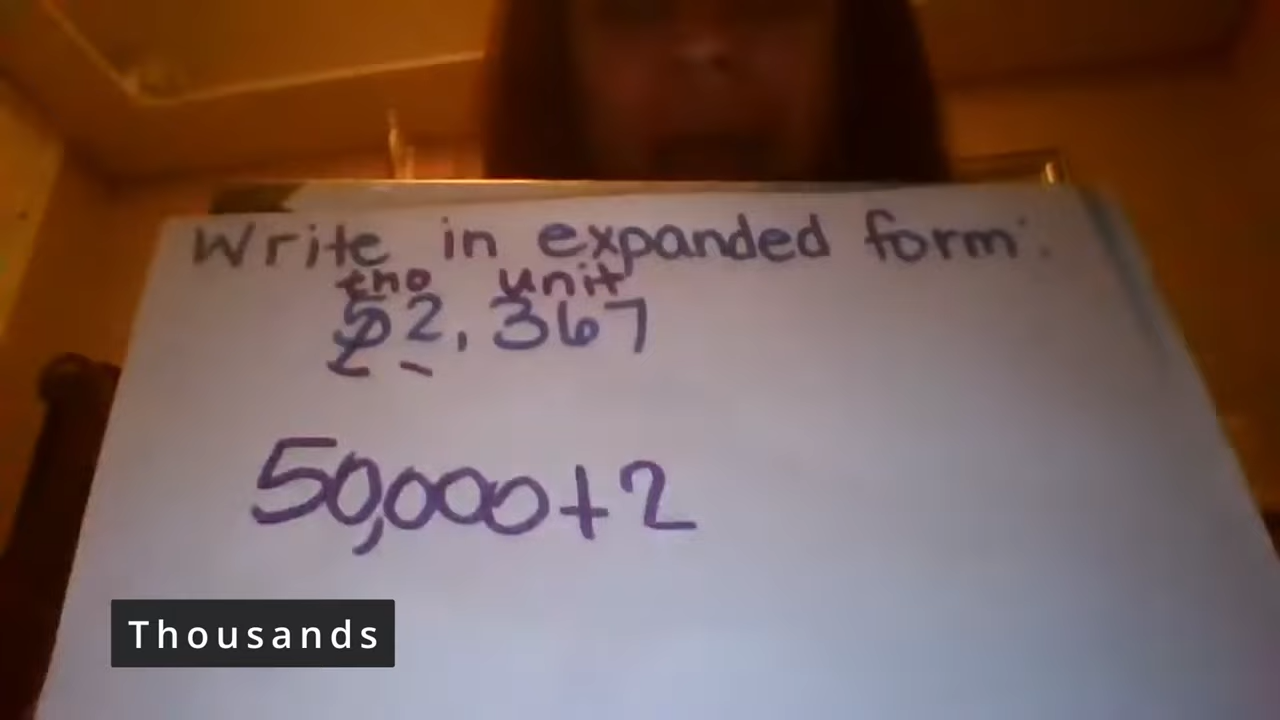 Write in expanded form:
tho unit
52,367
50,000+2
Thousands